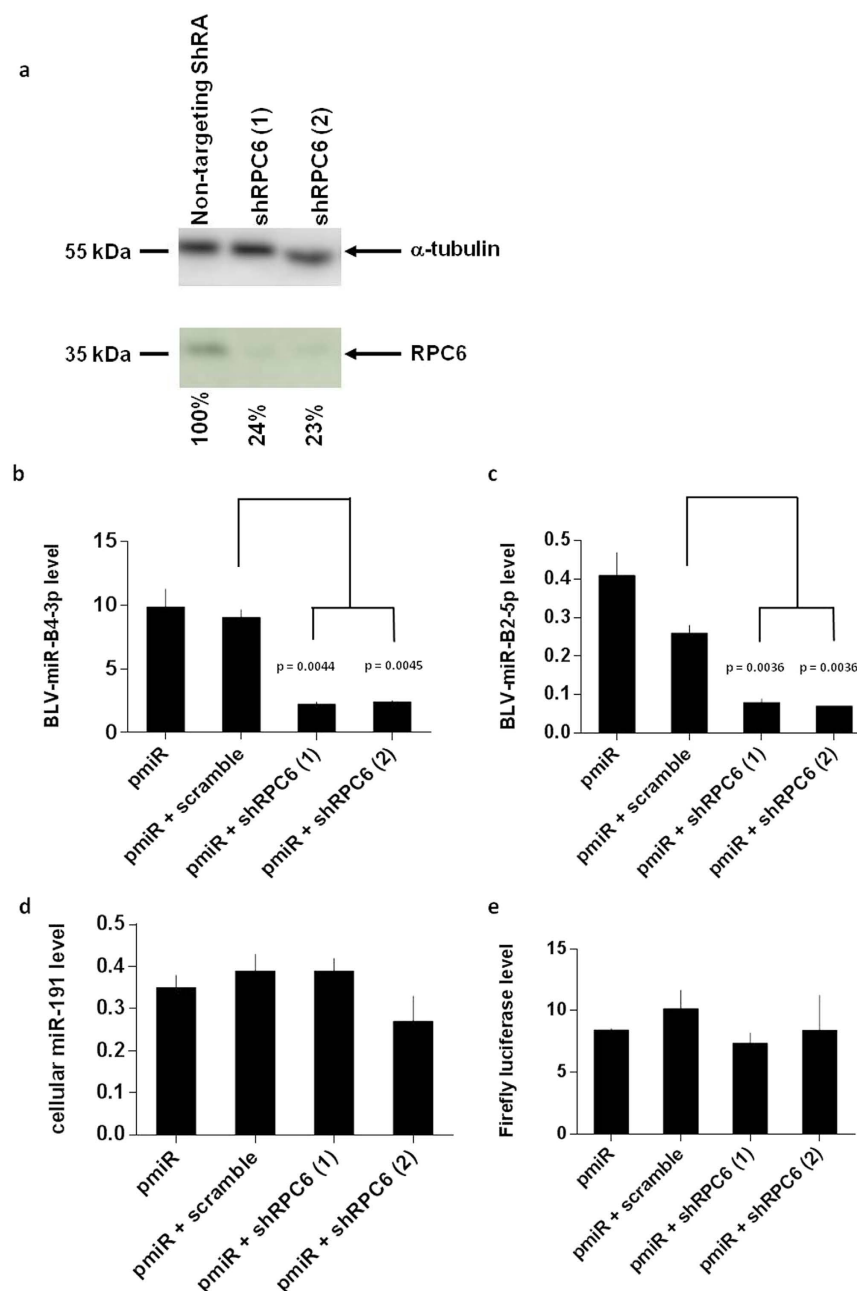 a
Non-targeting ShRA
shRPC6 (1)
shRPC6 (2)
55 kDa
α-tubulin
35 kDa
RPC6
100%
24%
23%
b
BLV-miR-B4-3p level
15
10
5
0
p = 0.0044
p = 0.0045
pmiR
pmiR + scramble
pmiR + shRPC6 (1)
pmiR + shRPC6 (2)
c
BLV-miR-B2-5p level
0.5
0.4
0.3
0.2
0.1
0.0
p = 0.0036
p = 0.0036
pmiR
pmiR + scramble
pmiR + shRPC6 (1)
pmiR + shRPC6 (2)
d
cellular miR-191 level
0.5
0.4
0.3
0.2
0.1
0.0
pmiR
pmiR + scramble
pmiR + shRPC6 (1)
pmiR + shRPC6 (2)
e
Firefly luciferase level
15
10
5
0
pmiR
pmiR + scramble
pmiR + shRPC6 (1)
pmiR + shRPC6 (2)